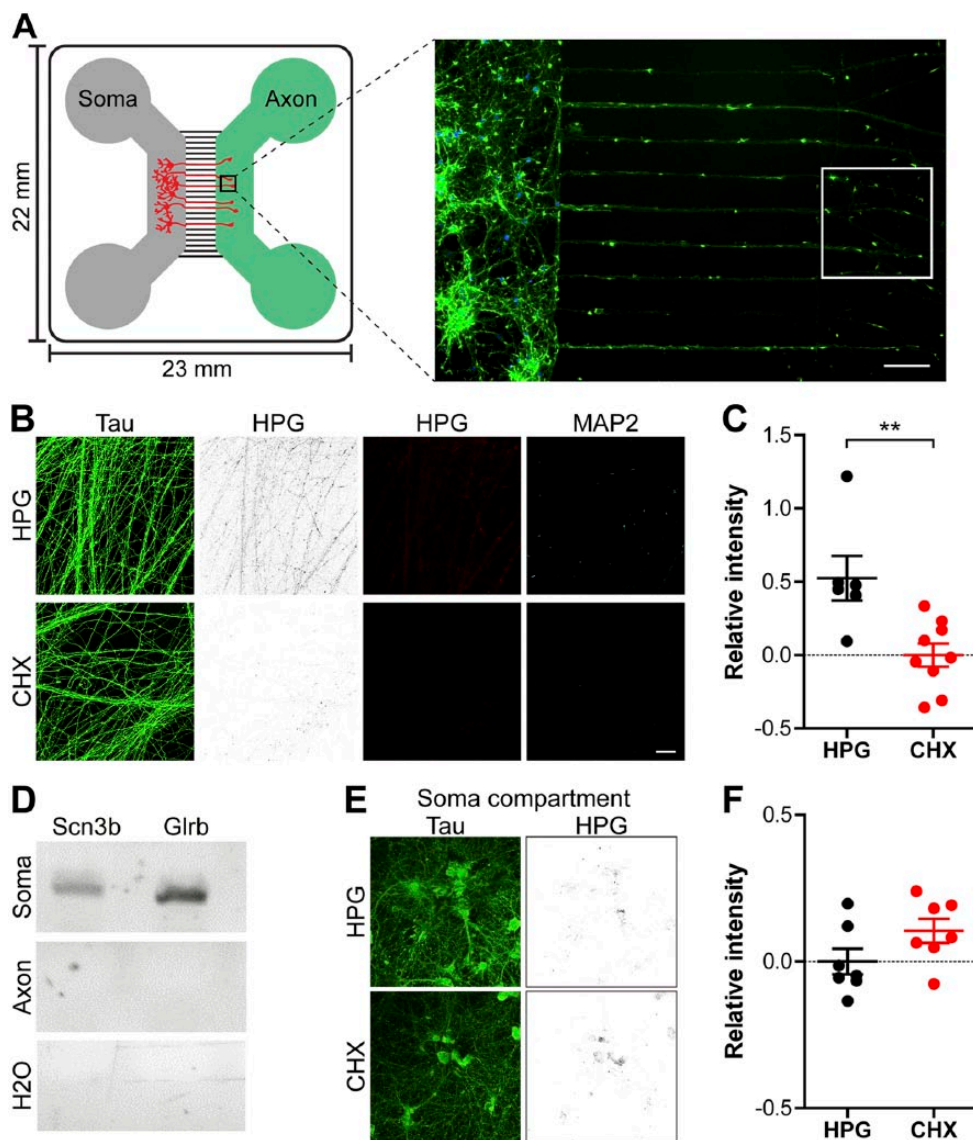 A
Soma
Axon
22 mm
23 mm
B
Tau
HPG
HPG
MAP2
HPG
CHX
C
**
Relative intensity
1.5
1.0
0.5
0.0
-0.5
HPG
CHX
D
Scn3b
Glrb
Soma
Axon
H2O
E
Soma compartment
Tau
HPG
HPG
CHX
F
Relative intensity
0.5
0.0
-0.5
HPG
CHX